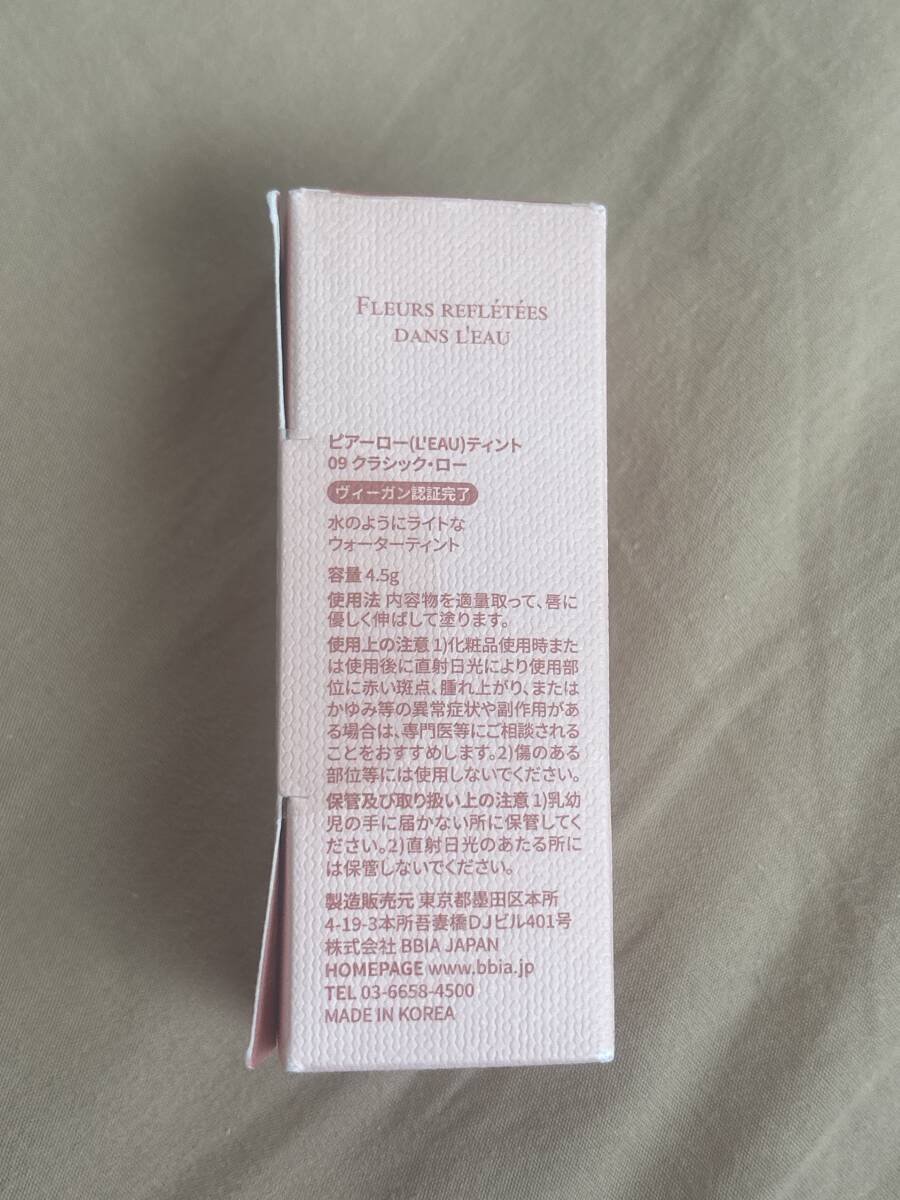 FLEURS REFLÉTÉES
DANS L'EAU
ピアーロー(L'EAU)ティント
09 クラシック・ロー
ヴィーガン認証完了
水のようにライトな
ウォーターティント
容量 4.5g
使用法 内容物を適量取って、唇に
優しく伸ばして塗ります。
使用上の注意 1)化粧品使用時また
は使用後に直射日光により使用部
位に赤い斑点、腫れ上がり、または
かゆみ等の異常症状や副作用があ
る場合は、専門医等にご相談される
ことをおすすめします。2)傷のある
部位等には使用しないでください。
保管及び取り扱い上の注意 1)乳幼
児の手に届かない所に保管してく
ださい。2)直射日光のあたる所に
は保管しないでください。
製造販売元 東京都墨田区本所
4-19-3本所吾妻橋DJビル401号
株式会社 BBIA JAPAN
HOMEPAGE www.bbia.jp
TEL 03-6658-4500
MADE IN KOREA